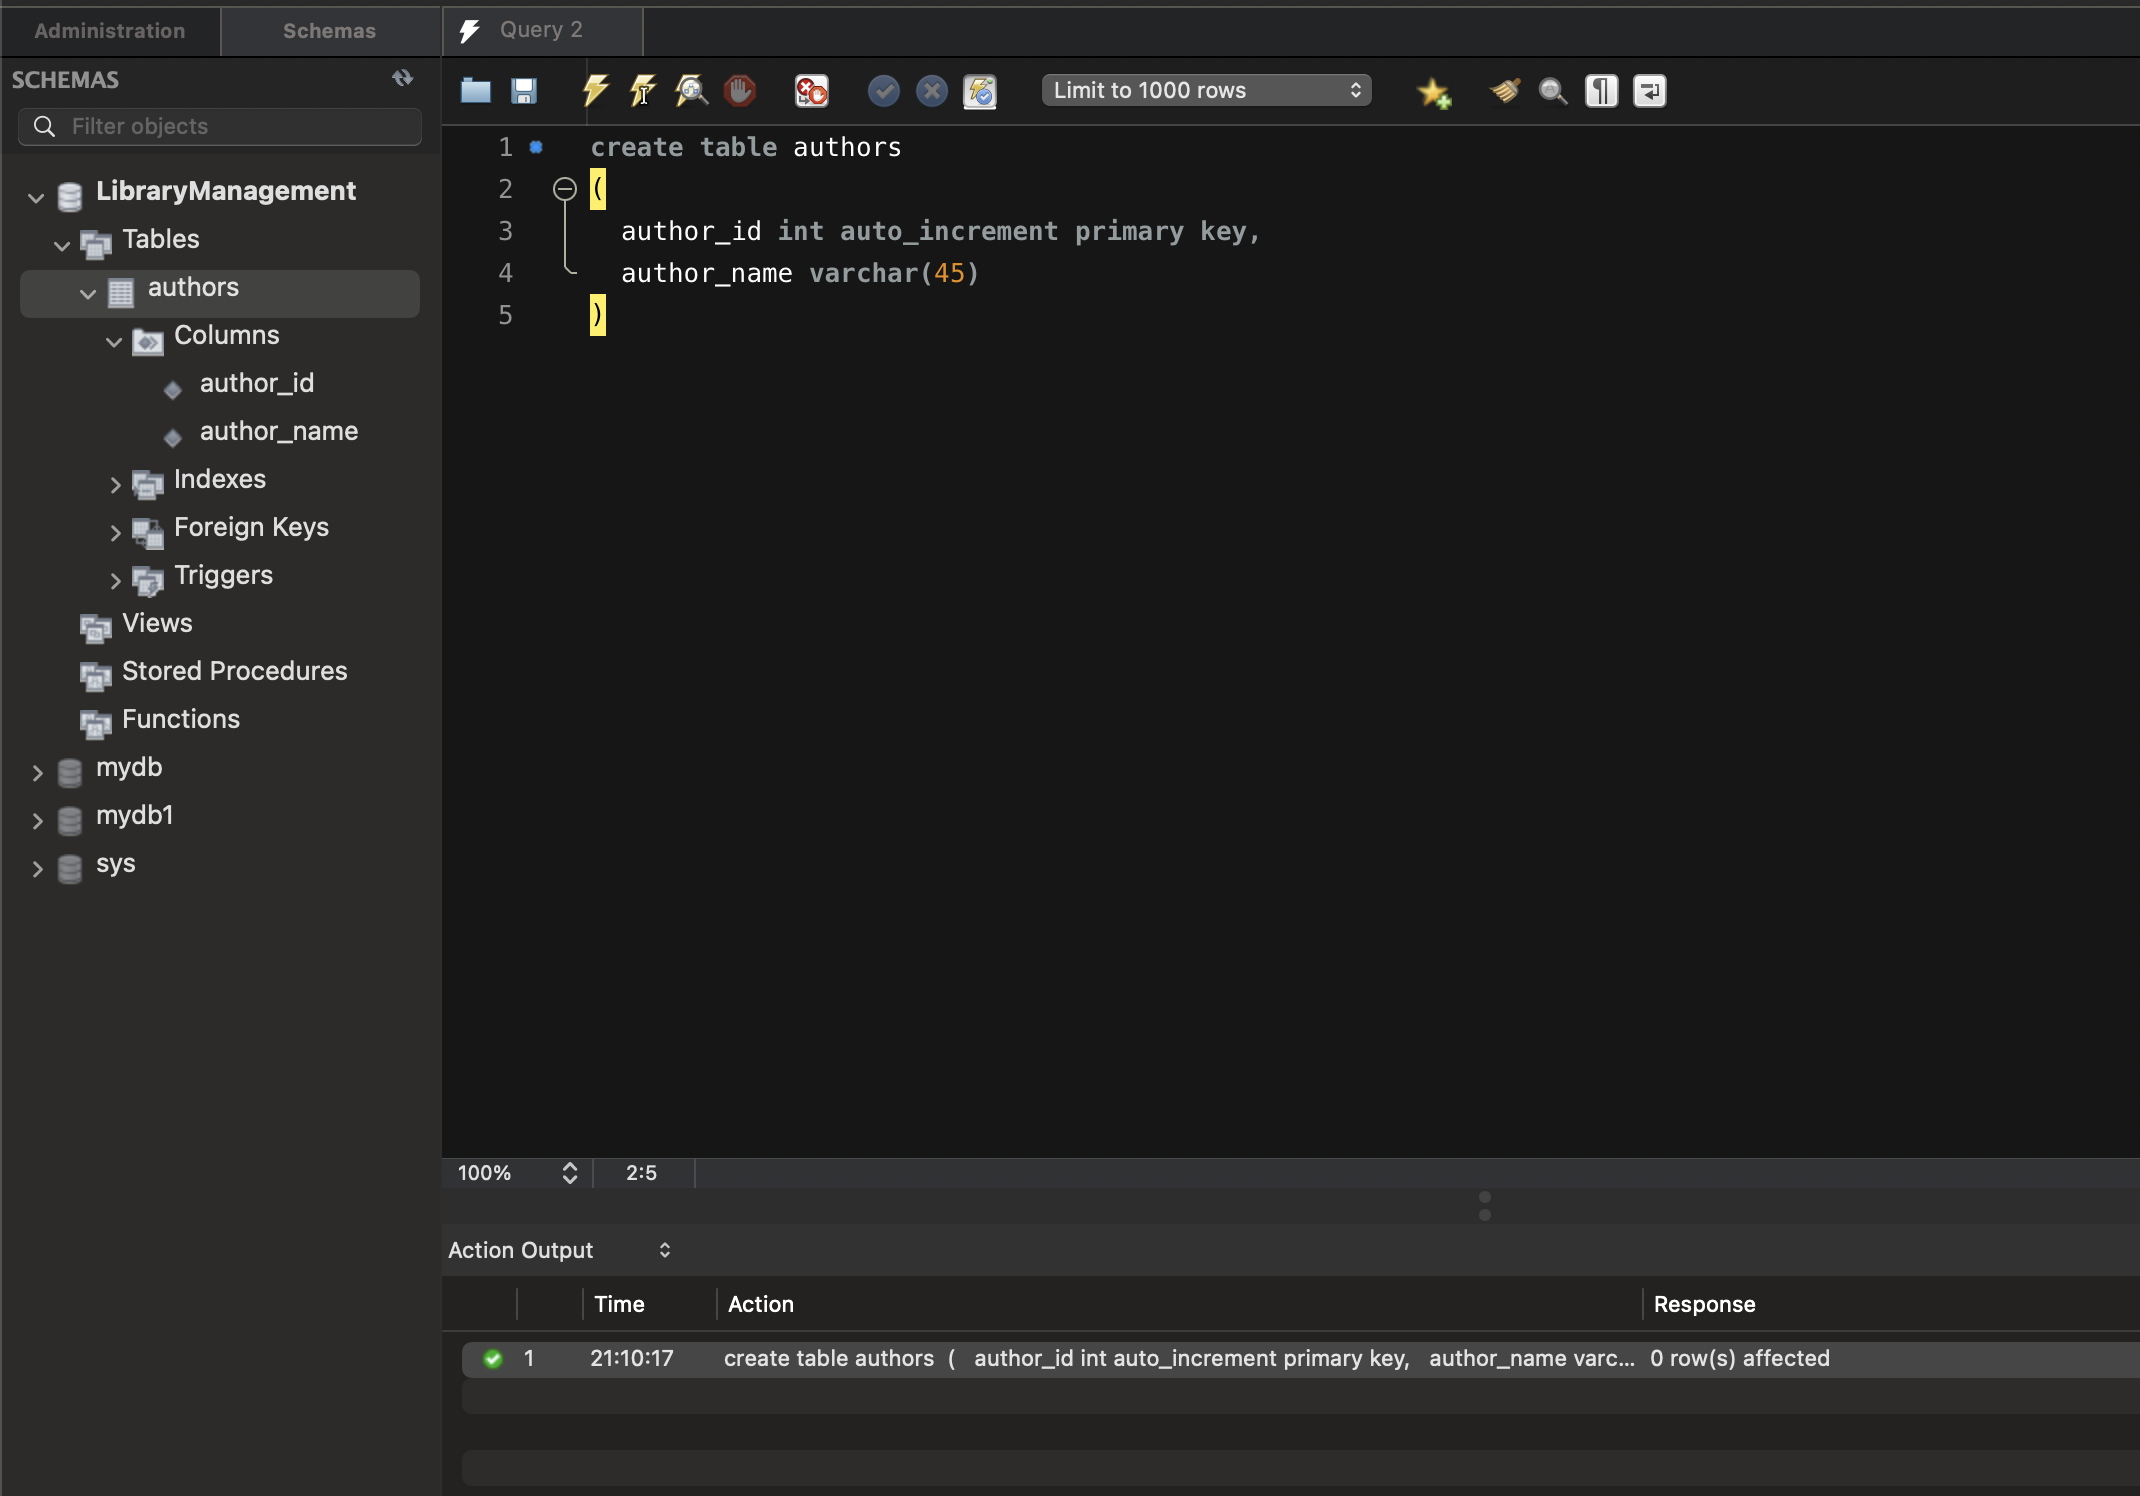 Administration
Schemas
Query 2
SCHEMAS
Filter objects
Limit to 1000 rows
LibraryManagement
Tables
authors
Columns
author_id
author_name
Indexes
Foreign Keys
Triggers
Views
Stored Procedures
Functions
mydb
mydb1
sys
1 create table authors
2 (
3 author_id int auto_increment primary key,
4 author_name varchar(45)
5 )
100% 2:5
Action Output
Time Action Response
1 21:10:17 create table authors ( author_id int auto_increment primary key, author_name varc... 0 row(s) affected